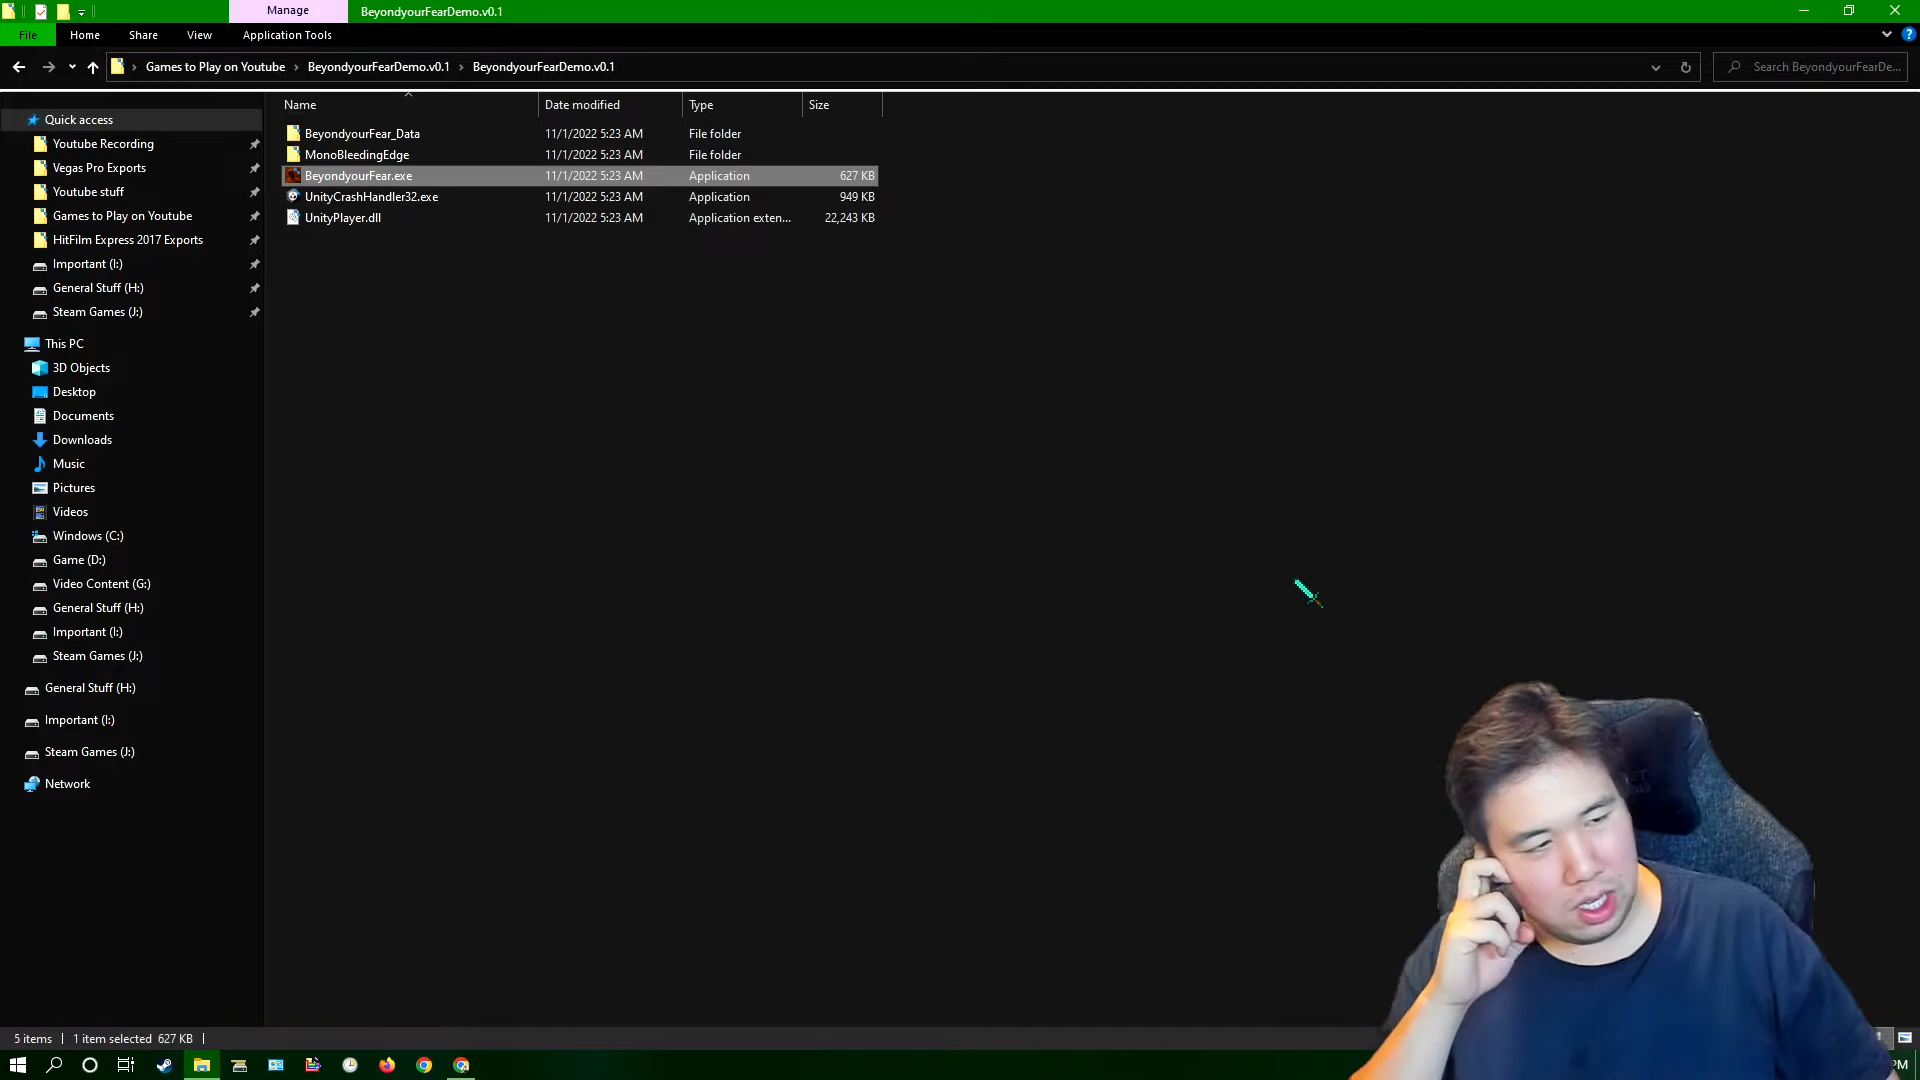 Manage
BeyondyourFearDemo.v0.1
File
Home
Share
View
Application Tools
Games to Play on Youtube
BeyondyourFearDemo.v0.1
BeyondyourFearDemo.v0.1
Search BeyondyourFearDe...
Name
Date modified
Type
Size
BeyondyourFear_Data 11/1/2022 5:23 AM File folder
MonoBleedingEdge 11/1/2022 5:23 AM File folder
BeyondyourFear.exe 11/1/2022 5:23 AM Application 627 KB
UnityCrashHandler32.exe 11/1/2022 5:23 AM Application 949 KB
UnityPlayer.dll 11/1/2022 5:23 AM Application exten... 22,243 KB
Quick access
Youtube Recording
Vegas Pro Exports
Youtube stuff
Games to Play on Youtube
HitFilm Express 2017 Exports
Important (I:)
General Stuff (H:)
Steam Games (J:)
This PC
3D Objects
Desktop
Documents
Downloads
Music
Pictures
Videos
Windows (C:)
Game (D:)
Video Content (G:)
General Stuff (H:)
Important (I:)
Steam Games (J:)
General Stuff (H:)
Important (I:)
Steam Games (J:)
Network
5 items
1 item selected 627 KB
PM